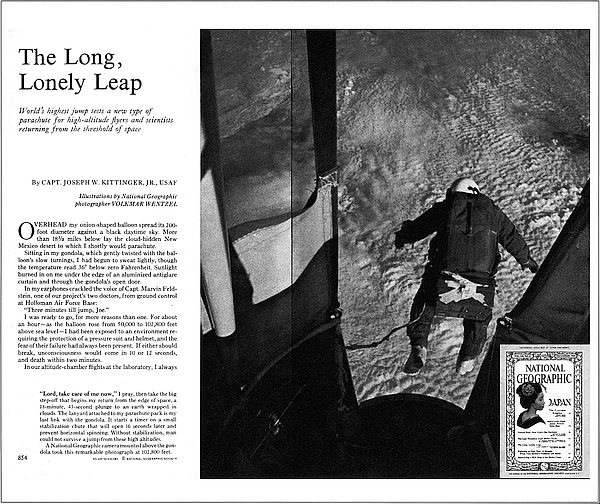 The Long,
Lonely Leap
World's highest jump tests a new type of
parachute for high-altitude flyers and scientists
returning from the threshold of space
By CAPT. JOSEPH W. KITTINGER, JR., USAF
Illustrations by National Geographic
photographer VOLKMAR WENTZEL
OVERHEAD my onion-shaped balloon spread its 200-
foot diameter against a black daytime sky. More
than 18½ miles below lay the cloud-hidden New
Mexico desert to which I shortly would parachute.
Sitting in my gondola, which gently twisted with the bal-
loon's slow turnings, I had begun to sweat lightly, though
the temperature read 36° below zero Fahrenheit. Sunlight
burned in on me under the edge of an aluminized antiglare
curtain and through the gondola's open door.
In my earphones crackled the voice of Capt. Marvin Feld-
stein, one of our project's two doctors, from ground control
at Holloman Air Force Base:
"Three minutes till jump, Joe."
I was ready to go, for more reasons than one. For about
an hour—as the balloon rose from 50,000 to 102,800 feet
above sea level—I had been exposed to an environment re-
quiring the protection of a pressure suit and helmet, and the
fear of their failure had always been present. If either should
break, unconsciousness would come in 10 or 12 seconds,
and death within two minutes.
In our altitude-chamber flights at the laboratory, I always
"Lord, take care of me now," I pray, then take the big
step-off that begins my return from the edge of space, a
13-minute, 45-second plunge to an earth wrapped in
clouds. The lanyard attached to my parachute pack is my
last link with the gondola. It starts a timer on a small
stabilization chute that will open 16 seconds later and
prevent horizontal spinning. Without stabilization, man
could not survive a jump from these high altitudes.
A National Geographic camera mounted above the gon-
dola took this remarkable photograph at 102,800 feet.
854
NATIONAL
GEOGRAPHIC
JAPAN